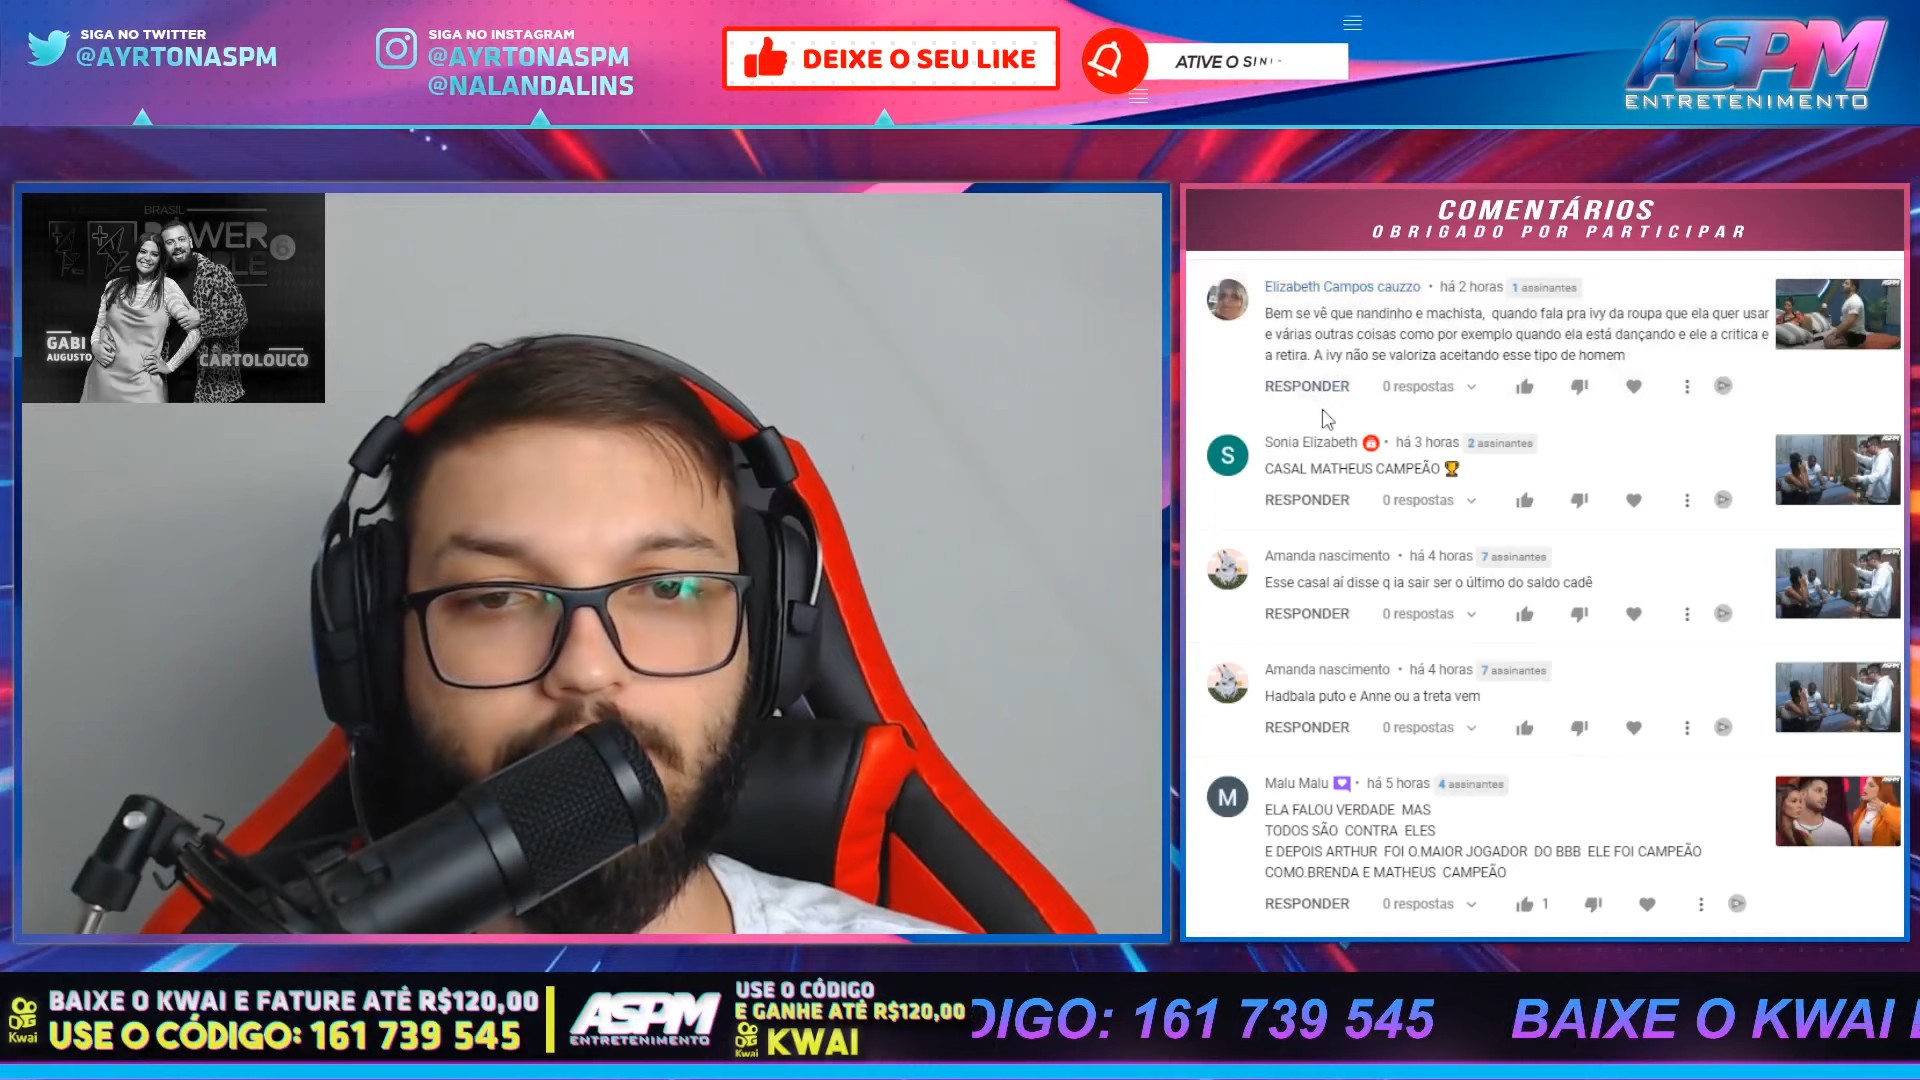 SIGA NO TWITTER
@AYRTONASPM
SIGA NO INSTAGRAM
@AYRTONASPM
@NALANDALINS
DEIXE O SEU LIKE
ATIVE O SINI
ASPM
ENTRETENIMENTO
BRASIL
POWER 6
GABI
AUGUSTO
CARTOLOUCO
COMENTÁRIOS
OBRIGADO POR PARTICIPAR
Elizabeth Campos cauzzo • há 2 horas 1 assinantes
Bem se vê que nandinho e machista, quando fala pra ivy da roupa que ela quer usar
e várias outras coisas como por exemplo quando ela está dançando e ele a critica e
a retira. A ivy não se valoriza aceitando esse tipo de homem
RESPONDER 0 respostas
S
Sonia Elizabeth • há 3 horas 2 assinantes
CASAL MATHEUS CAMPEÃO 🏆
RESPONDER 0 respostas
Amanda nascimento • há 4 horas 7 assinantes
Esse casal aí disse q ia sair ser o último do saldo cadê
RESPONDER 0 respostas
Amanda nascimento • há 4 horas 7 assinantes
Hadbala puto e Anne ou a treta vem
RESPONDER 0 respostas
M
Malu Malu • há 5 horas 4 assinantes
ELA FALOU VERDADE MAS
TODOS SÃO CONTRA ELES
E DEPOIS ARTHUR FOI O.MAIOR JOGADOR DO BBB ELE FOI CAMPEÃO
COMO.BRENDA E MATHEUS CAMPEÃO
RESPONDER 0 respostas 1
Kwai
BAIXE O KWAI E FATURE ATÉ R$120,00
USE O CÓDIGO: 161 739 545
ASPM
ENTRETENIMENTO
USE O CÓDIGO
E GANHE ATÉ R$120,00
Kwai KWAI
DIGO: 161 739 545 BAIXE O KWAI E